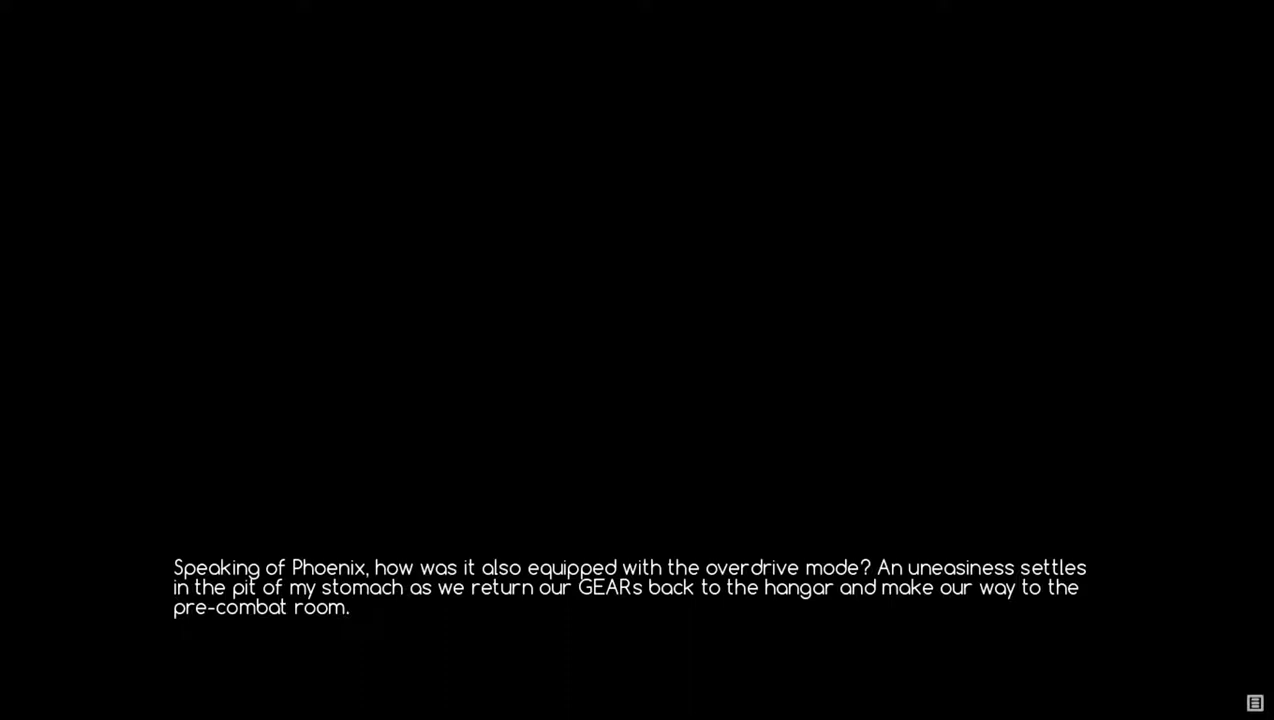 Speaking of Phoenix, how was it also equipped with the overdrive mode? An uneasiness settles
in the pit of my stomach as we return our GEARs back to the hangar and make our way to the
pre-combat room.